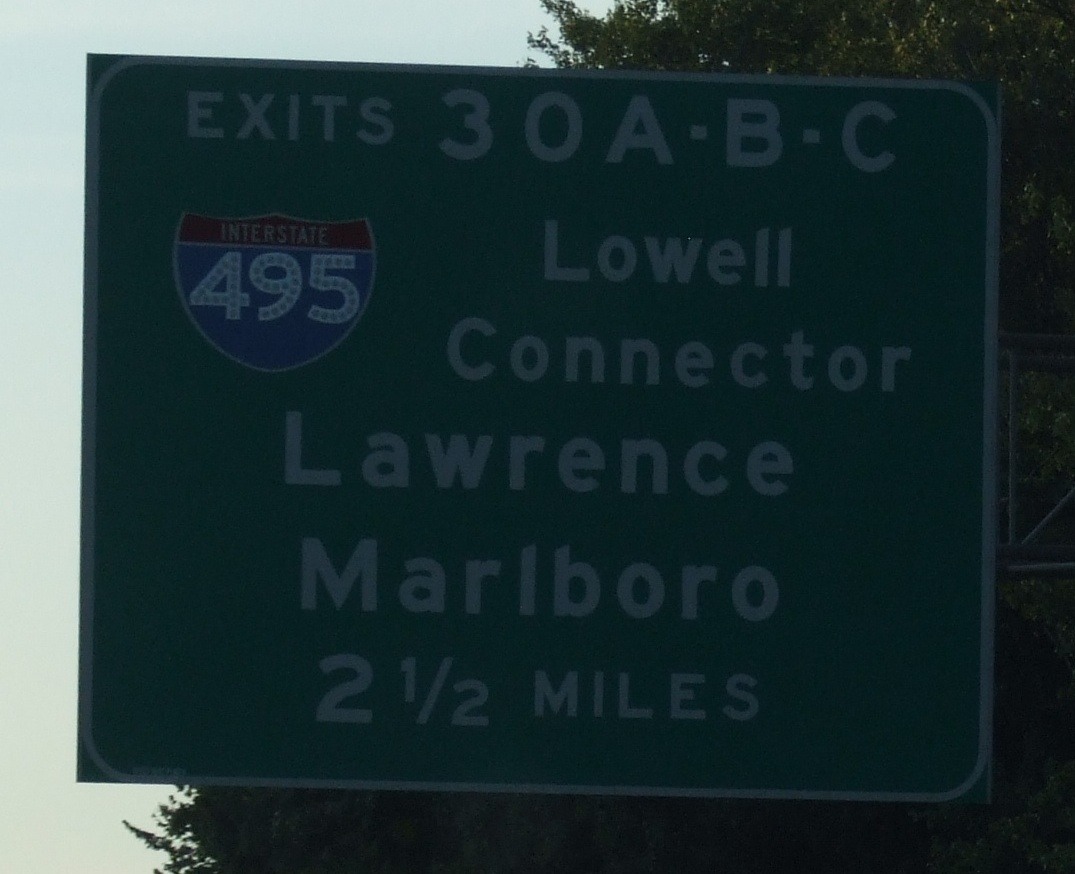 EXITS 30A-B-C
INTERSTATE
495
Lowell
Connector
Lawrence
Marlboro
2 1/2 MILES